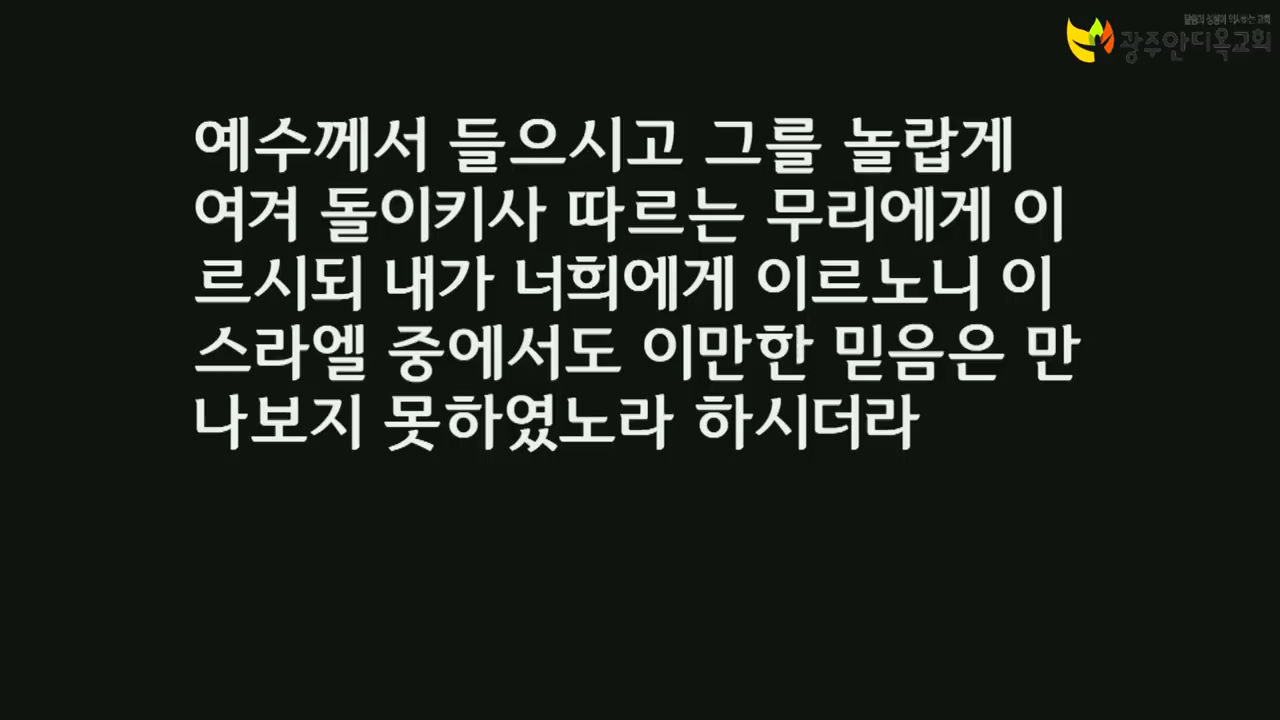 광주안디옥교회
예수께서 들으시고 그를 놀랍게
여겨 돌이키사 따르는 무리에게 이
르시되 내가 너희에게 이르노니 이
스라엘 중에서도 이만한 믿음은 만
나보지 못하였노라 하시더라